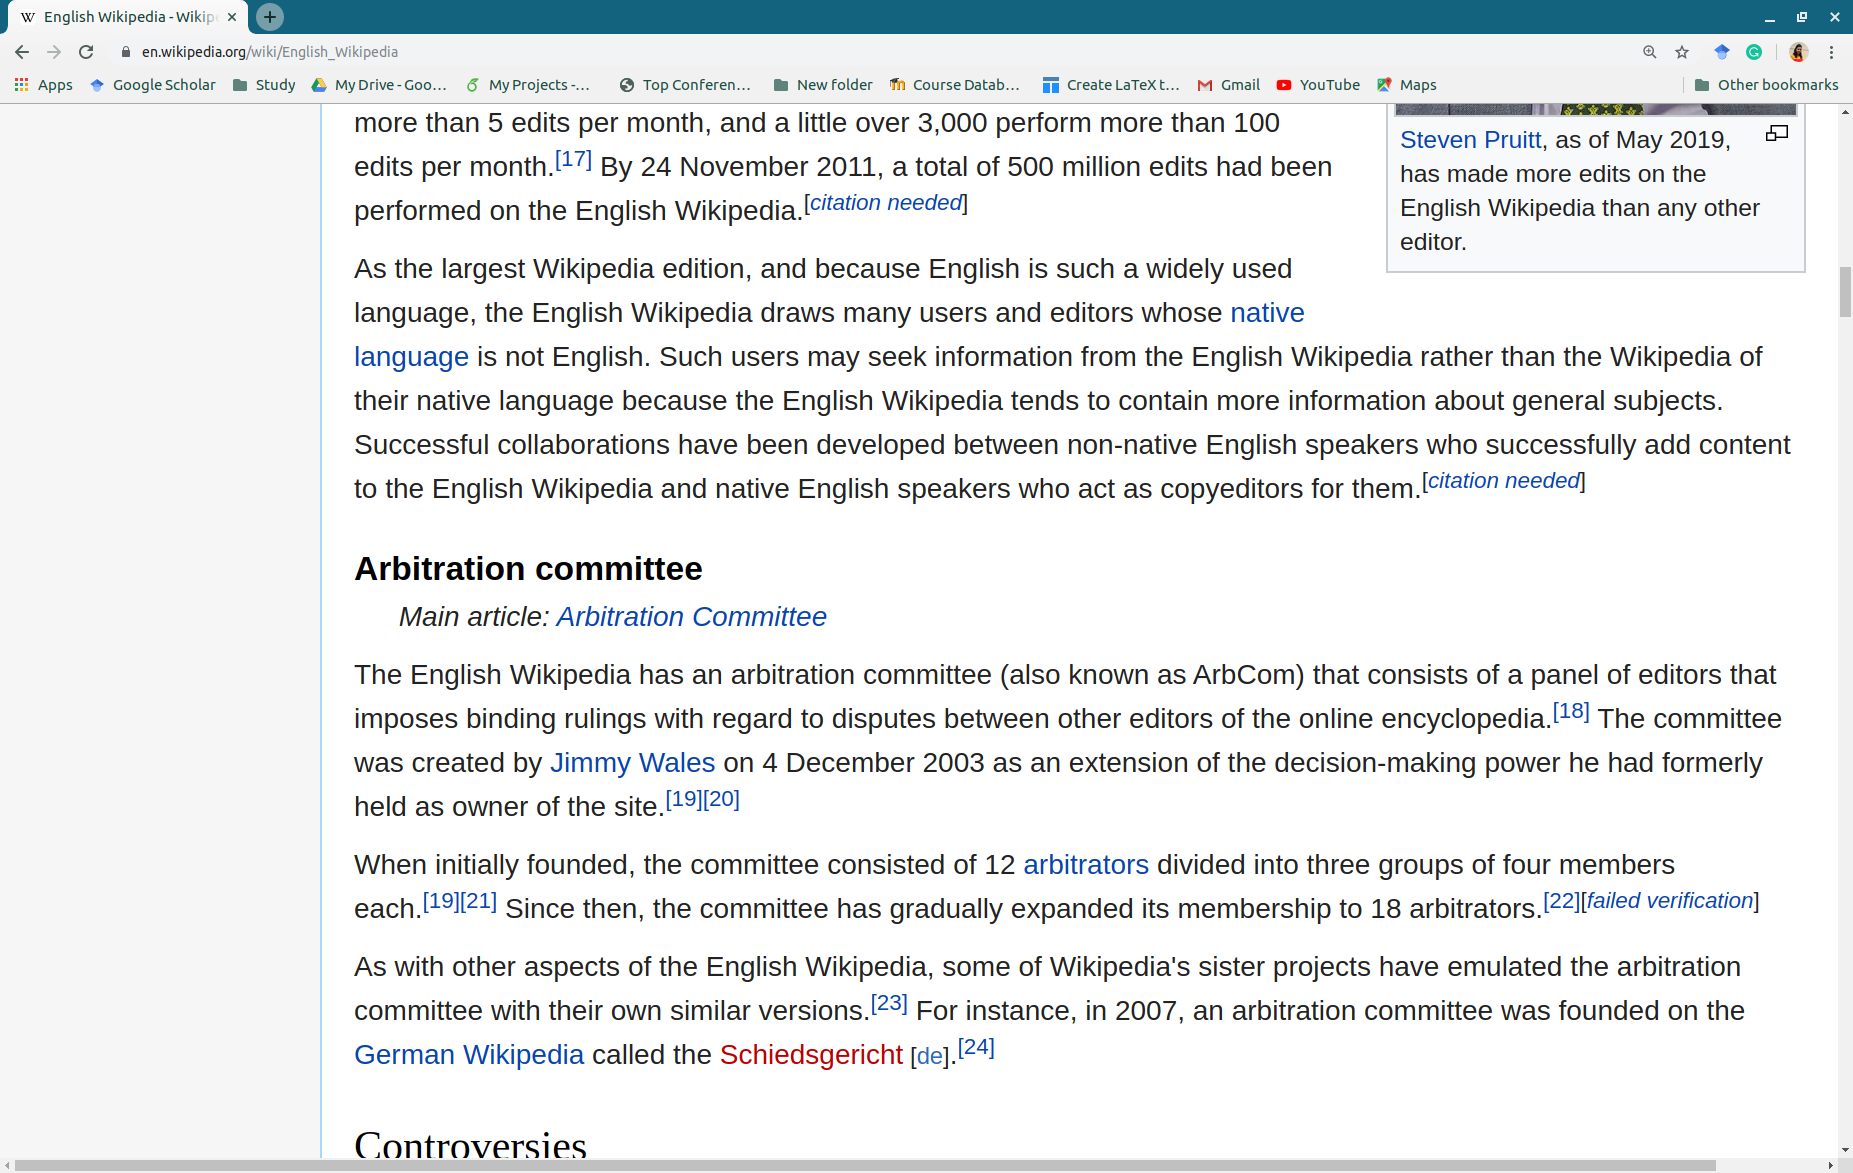 W English Wikipedia - Wikip
en.wikipedia.org/wiki/English_Wikipedia
Apps Google Scholar Study My Drive - Goo... My Projects -... Top Conferen... New folder Course Datab... Create LaTeX t... Gmail YouTube Maps Other bookmarks
more than 5 edits per month, and a little over 3,000 perform more than 100
edits per month.[17] By 24 November 2011, a total of 500 million edits had been
performed on the English Wikipedia.[citation needed]
Steven Pruitt, as of May 2019,
has made more edits on the
English Wikipedia than any other
editor.
As the largest Wikipedia edition, and because English is such a widely used
language, the English Wikipedia draws many users and editors whose native
language is not English. Such users may seek information from the English Wikipedia rather than the Wikipedia of
their native language because the English Wikipedia tends to contain more information about general subjects.
Successful collaborations have been developed between non-native English speakers who successfully add content
to the English Wikipedia and native English speakers who act as copyeditors for them.[citation needed]
Arbitration committee
Main article: Arbitration Committee
The English Wikipedia has an arbitration committee (also known as ArbCom) that consists of a panel of editors that
imposes binding rulings with regard to disputes between other editors of the online encyclopedia.[18] The committee
was created by Jimmy Wales on 4 December 2003 as an extension of the decision-making power he had formerly
held as owner of the site.[19][20]
When initially founded, the committee consisted of 12 arbitrators divided into three groups of four members
each.[19][21] Since then, the committee has gradually expanded its membership to 18 arbitrators.[22][failed verification]
As with other aspects of the English Wikipedia, some of Wikipedia's sister projects have emulated the arbitration
committee with their own similar versions.[23] For instance, in 2007, an arbitration committee was founded on the
German Wikipedia called the Schiedsgericht [de].[24]
Controversies